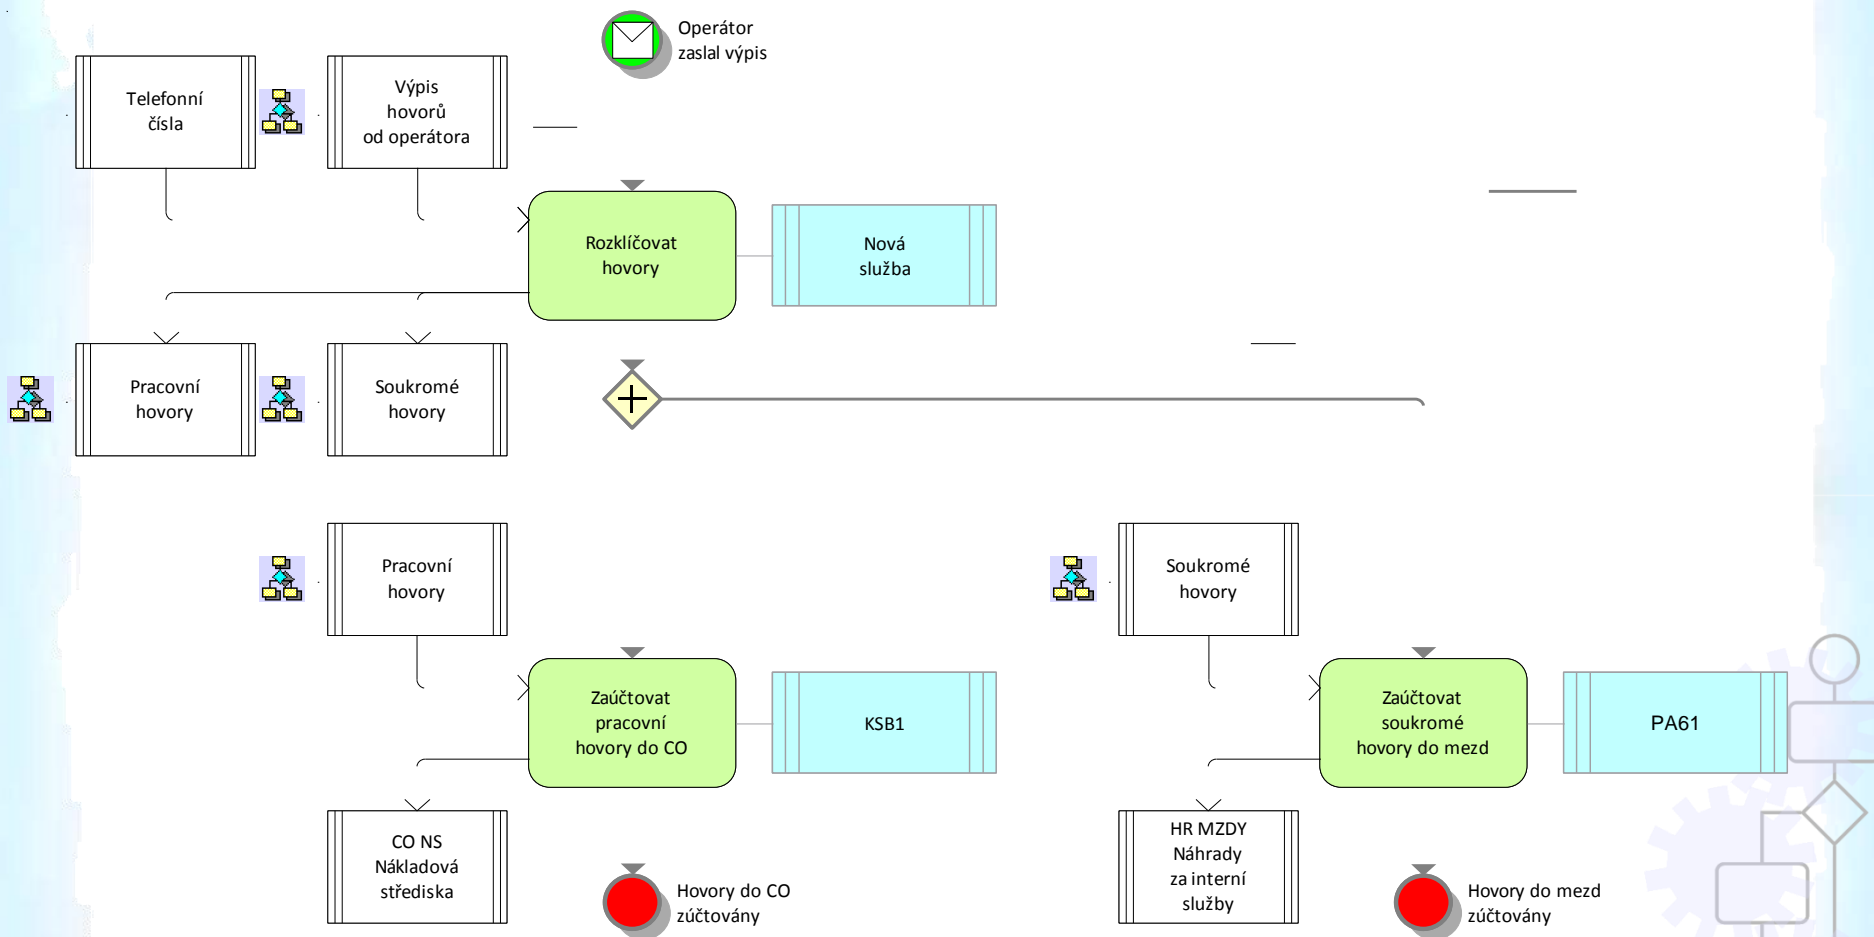 Operátor
zaslal výpis
Telefonní
čísla
Výpis
hovorů
od operátora
Rozklíčovat
hovory
Nová
služba
Pracovní
hovory
Soukromé
hovory
Pracovní
hovory
Soukromé
hovory
Zaúčtovat
pracovní
hovory do CO
KSB1
Zaúčtovat
soukromé
hovory do mezd
PA61
CO NS
Nákladová
střediska
Hovory do CO
zúčtovány
HR MZDY
Náhrady
za interní
služby
Hovory do mezd
zúčtovány